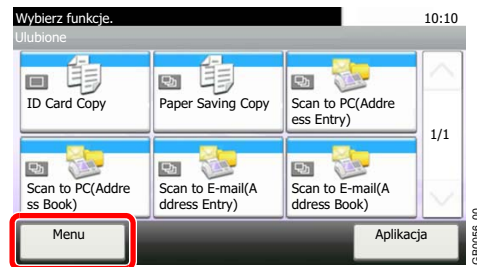 Wybierz funkcje.
10:10
Ulubione
ID Card Copy
Paper Saving Copy
Scan to PC(Addre
ess Entry)
1/1
Scan to PC(Addre
ss Book)
Scan to E-mail(A
ddress Entry)
Scan to E-mail(A
ddress Book)
Menu
Aplikacja
GB0056_00